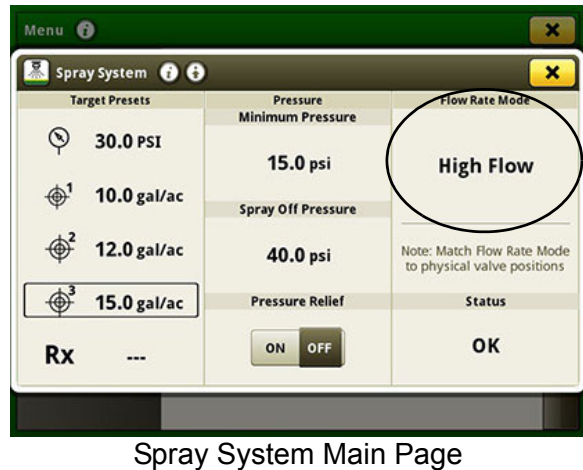 Menu
Spray System
Target Presets
30.0 PSI
1 10.0 gal/ac
2 12.0 gal/ac
3 15.0 gal/ac
Rx ---
Pressure
Minimum Pressure
15.0 psi
Spray Off Pressure
40.0 psi
Pressure Relief
ON OFF
Flow Rate Mode
High Flow
Note: Match Flow Rate Mode
to physical valve positions
Status
OK
Spray System Main Page